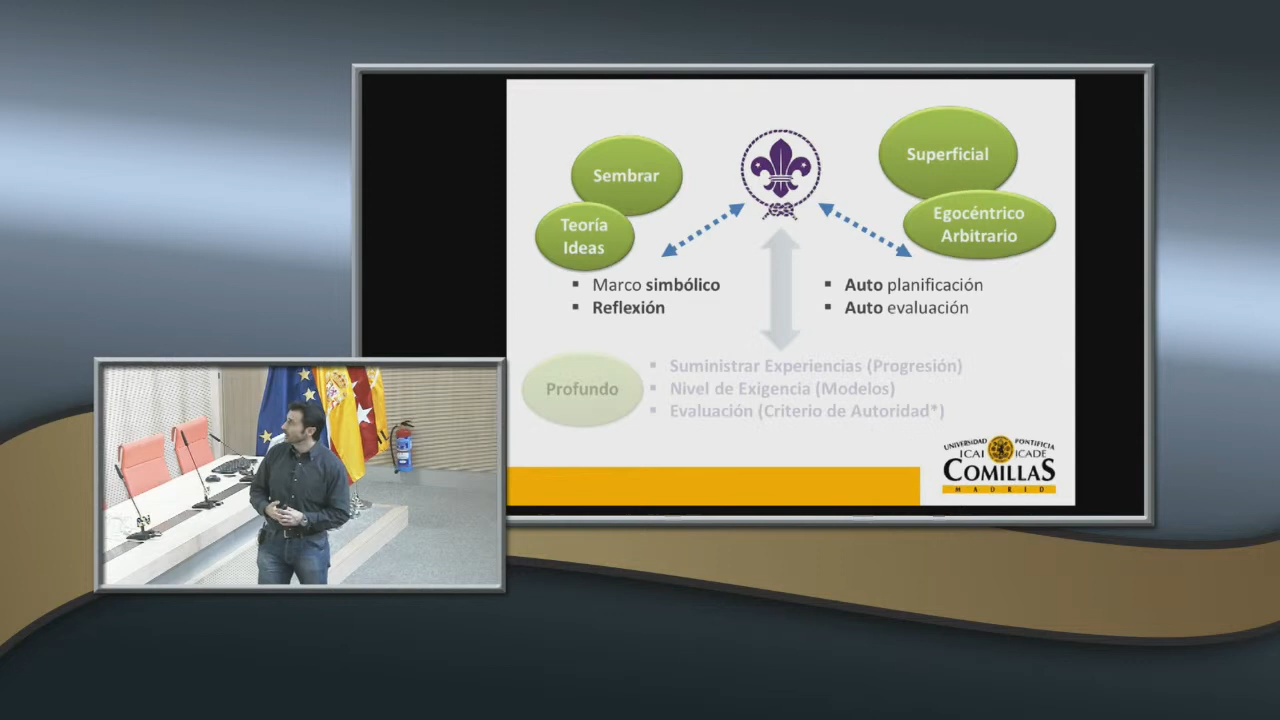 Sembrar
Teoría
Ideas
Superficial
Egocéntrico
Arbitrario
▪ Marco simbólico
▪ Reflexión
▪ Auto planificación
▪ Auto evaluación
Profundo
▪ Suministrar Experiencias (Progresión)
▪ Nivel de Exigencia (Modelos)
▪ Evaluación (Criterio de Autoridad*)
UNIVERSIDAD PONTIFICIA
ICAI ICADE
COMILLAS
MADRID